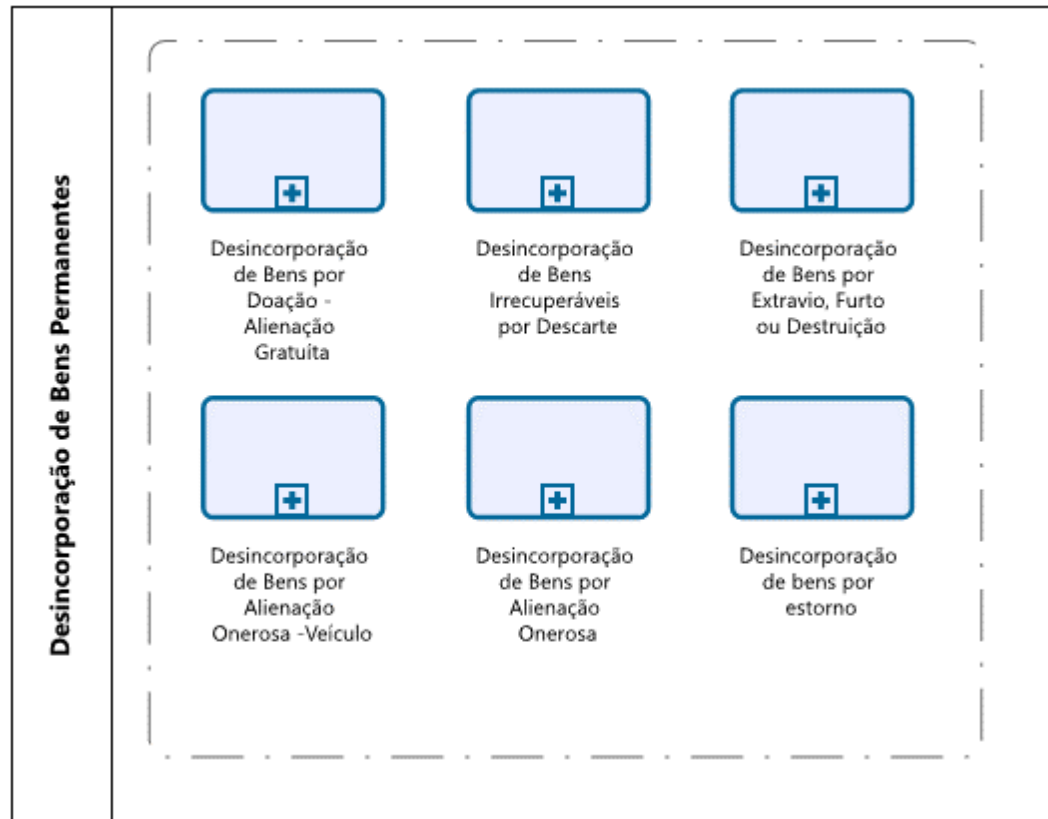 Desincorporação de Bens Permanentes
Desincorporação
de Bens por
Doação -
Alienação
Gratuíta
Desincorporação
de Bens
Irrecuperáveis
por Descarte
Desincorporação
de Bens por
Extravio, Furto
ou Destruição
Desincorporação
de Bens por
Alienação
Onerosa -Veículo
Desincorporação
de Bens por
Alienação
Onerosa
Desincorporação
de bens por
estorno